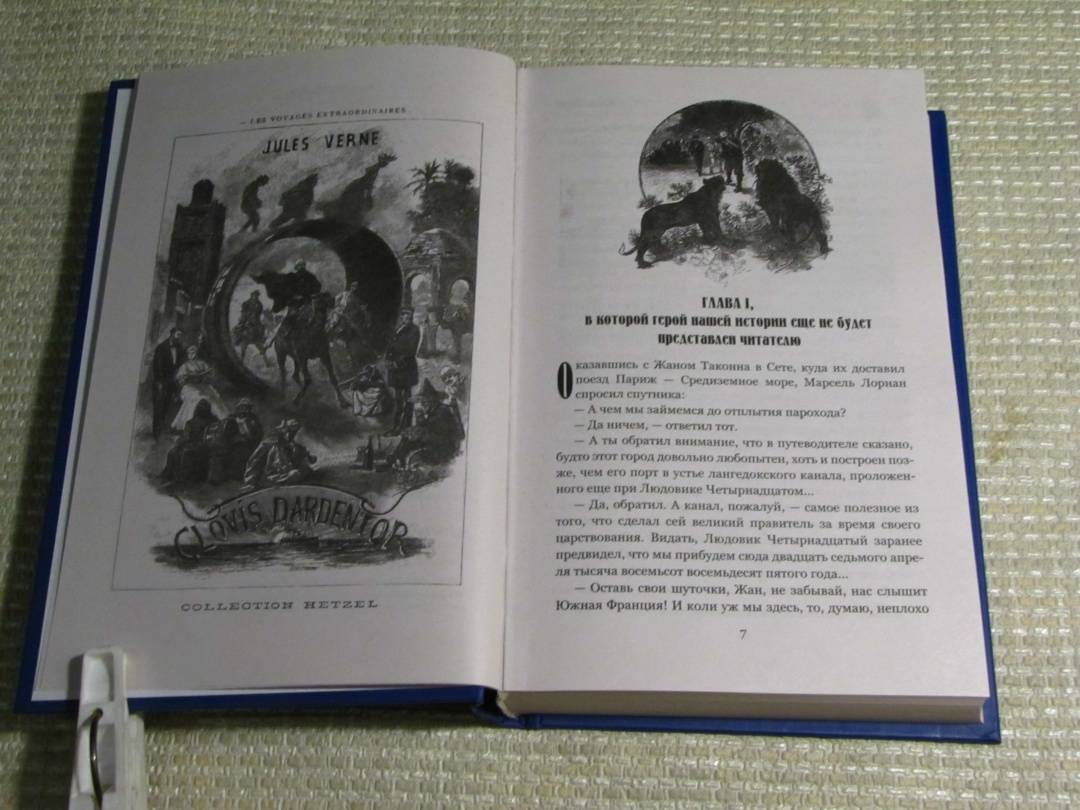 — LES VOYAGES EXTRAORDINAIRES
JULES VERNE
CLOVIS DARDENTOR
COLLECTION HETZEL
ГЛАВА I,
в которой герой нашей истории еще не будет
представлен читателю
Оказавшись с Жаном Таконна в Сете, куда их доставил
поезд Париж — Средиземное море, Марсель Лориан
спросил спутника:
— А чем мы займемся до отплытия парохода?
— Да ничем, — ответил тот.
— А ты обратил внимание, что в путеводителе сказано,
будто этот город довольно любопытен, хоть и построен поз-
же, чем его порт в устье лангедокского канала, проложен-
ного еще при Людовике Четырнадцатом...
— Да, обратил. А канал, пожалуй, — самое полезное из
того, что сделал сей великий правитель за время своего
царствования. Видать, Людовик Четырнадцатый заранее
предвидел, что мы прибудем сюда двадцать седьмого апре-
ля тысяча восемьсот восемьдесят пятого года...
— Оставь свои шуточки, Жан, не забывай, нас слышит
Южная Франция! И коли уж мы здесь, то, думаю, неплохо
7